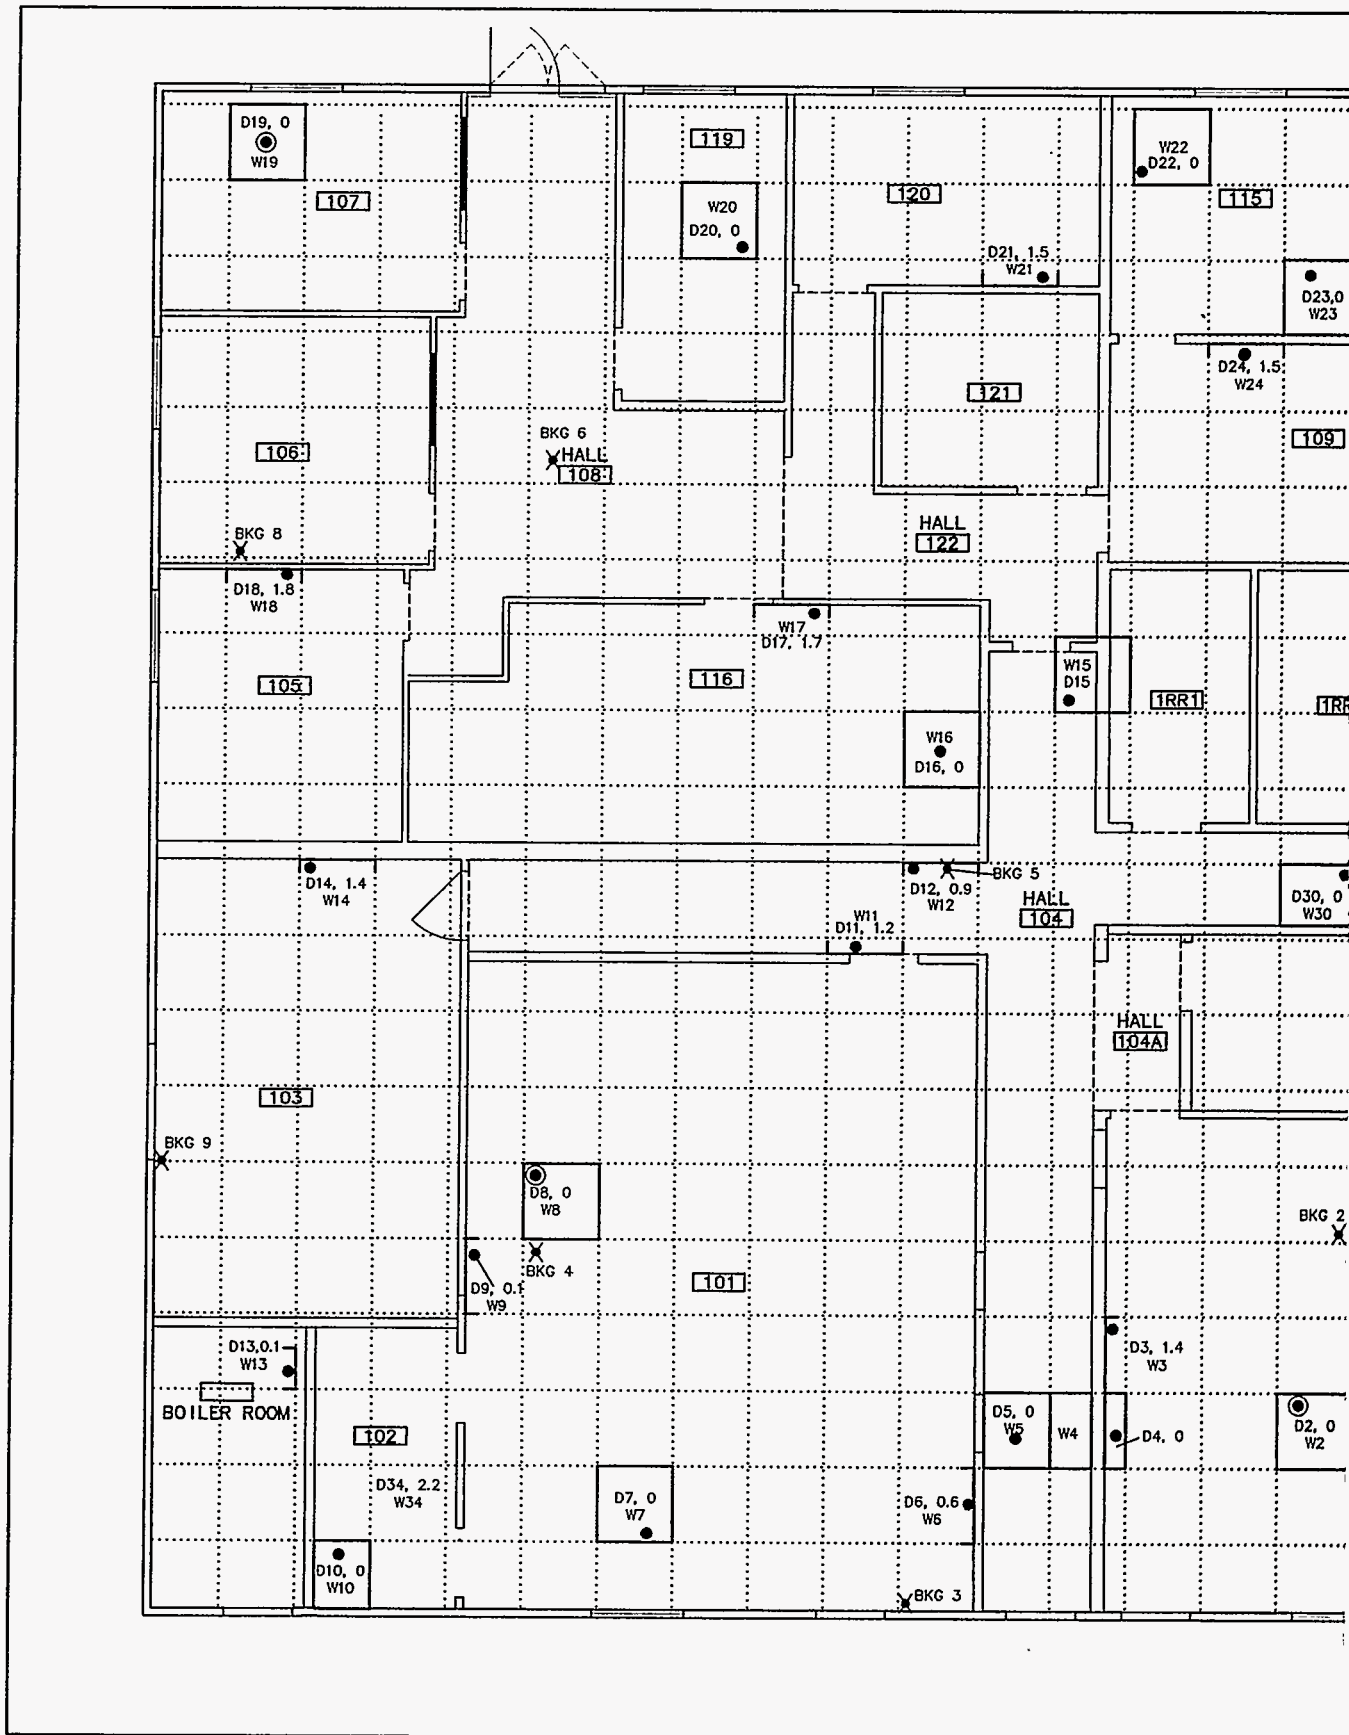 D19, 0
W19
107
119
W20
D20, 0
120
D21, 1.5
W21
W22
D22, 0
115
D23,0
W23
D24, 1.5
W24
121
109
106
BKG 6
HALL
108
HALL
122
BKG 8
D18, 1.8
W18
105
W17
D17, 1.7
116
W16
D16, 0
W15
D15
1RR1
1RR
D14, 1.4
W14
D12, 0.9
W12
BKG 5
W11
D11, 1.2
HALL
104
D30, 0
W30
HALL
104A
103
BKG 9
D8, 0
W8
BKG 4
D9, 0.1
W9
101
BKG 2
D13,0.1
W13
BOILER ROOM
102
D34, 2.2
W34
D10, 0
W10
D7, 0
W7
D6, 0.6
W6
BKG 3
D5, 0
W5
W4
D4, 0
D3, 1.4
W3
D2, 0
W2